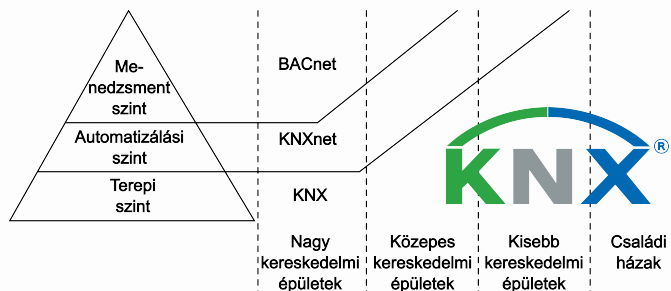 Me-
nedzsment
szint
Automatizálási
szint
Terepi
szint
BACnet
KNXnet
KNX
KNX®
Nagy
kereskedelmi
épületek
Közepes
kereskedelmi
épületek
Kisebb
kereskedelmi
épületek
Családi
házak